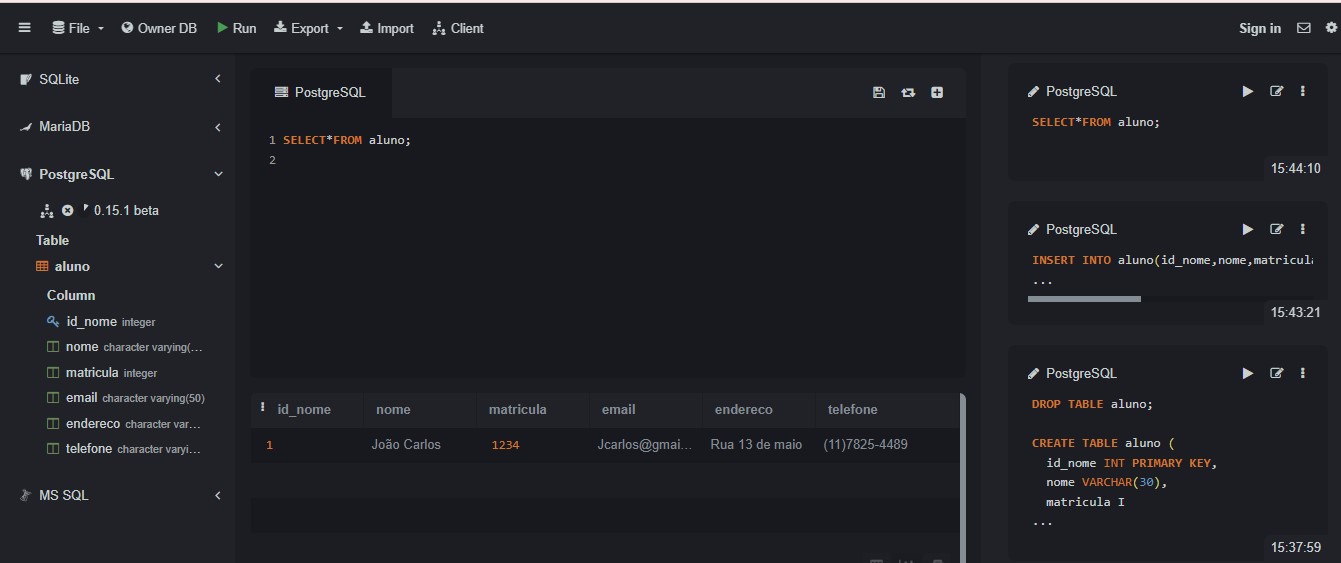 File Owner DB Run Export Import Client Sign in
SQLite
MariaDB
PostgreSQL
0.15.1 beta
Table
aluno
Column
id_nome integer
nome character varying(...
matricula integer
email character varying(50)
endereco character var...
telefone character varyi...
MS SQL
PostgreSQL
1 SELECT*FROM aluno;
2
id_nome nome matricula email endereco telefone
1 João Carlos 1234 Jcarlos@gmai... Rua 13 de maio (11)7825-4489
PostgreSQL
SELECT*FROM aluno;
15:44:10
PostgreSQL
INSERT INTO aluno(id_nome,nome,matricula
...
15:43:21
PostgreSQL
DROP TABLE aluno;
CREATE TABLE aluno (
id_nome INT PRIMARY KEY,
nome VARCHAR(30),
matricula I
...
15:37:59